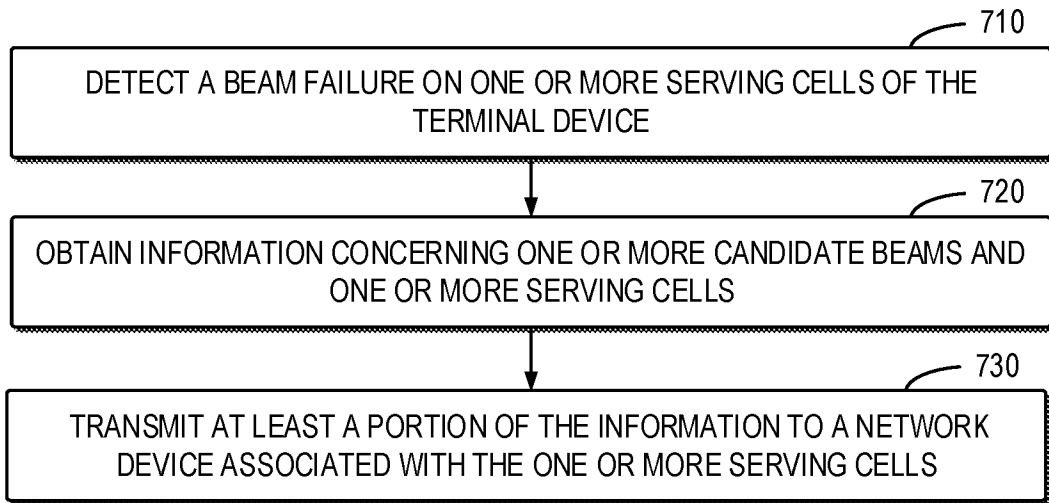 710
DETECT A BEAM FAILURE ON ONE OR MORE SERVING CELLS OF THE
TERMINAL DEVICE
720
OBTAIN INFORMATION CONCERNING ONE OR MORE CANDIDATE BEAMS AND
ONE OR MORE SERVING CELLS
730
TRANSMIT AT LEAST A PORTION OF THE INFORMATION TO A NETWORK
DEVICE ASSOCIATED WITH THE ONE OR MORE SERVING CELLS